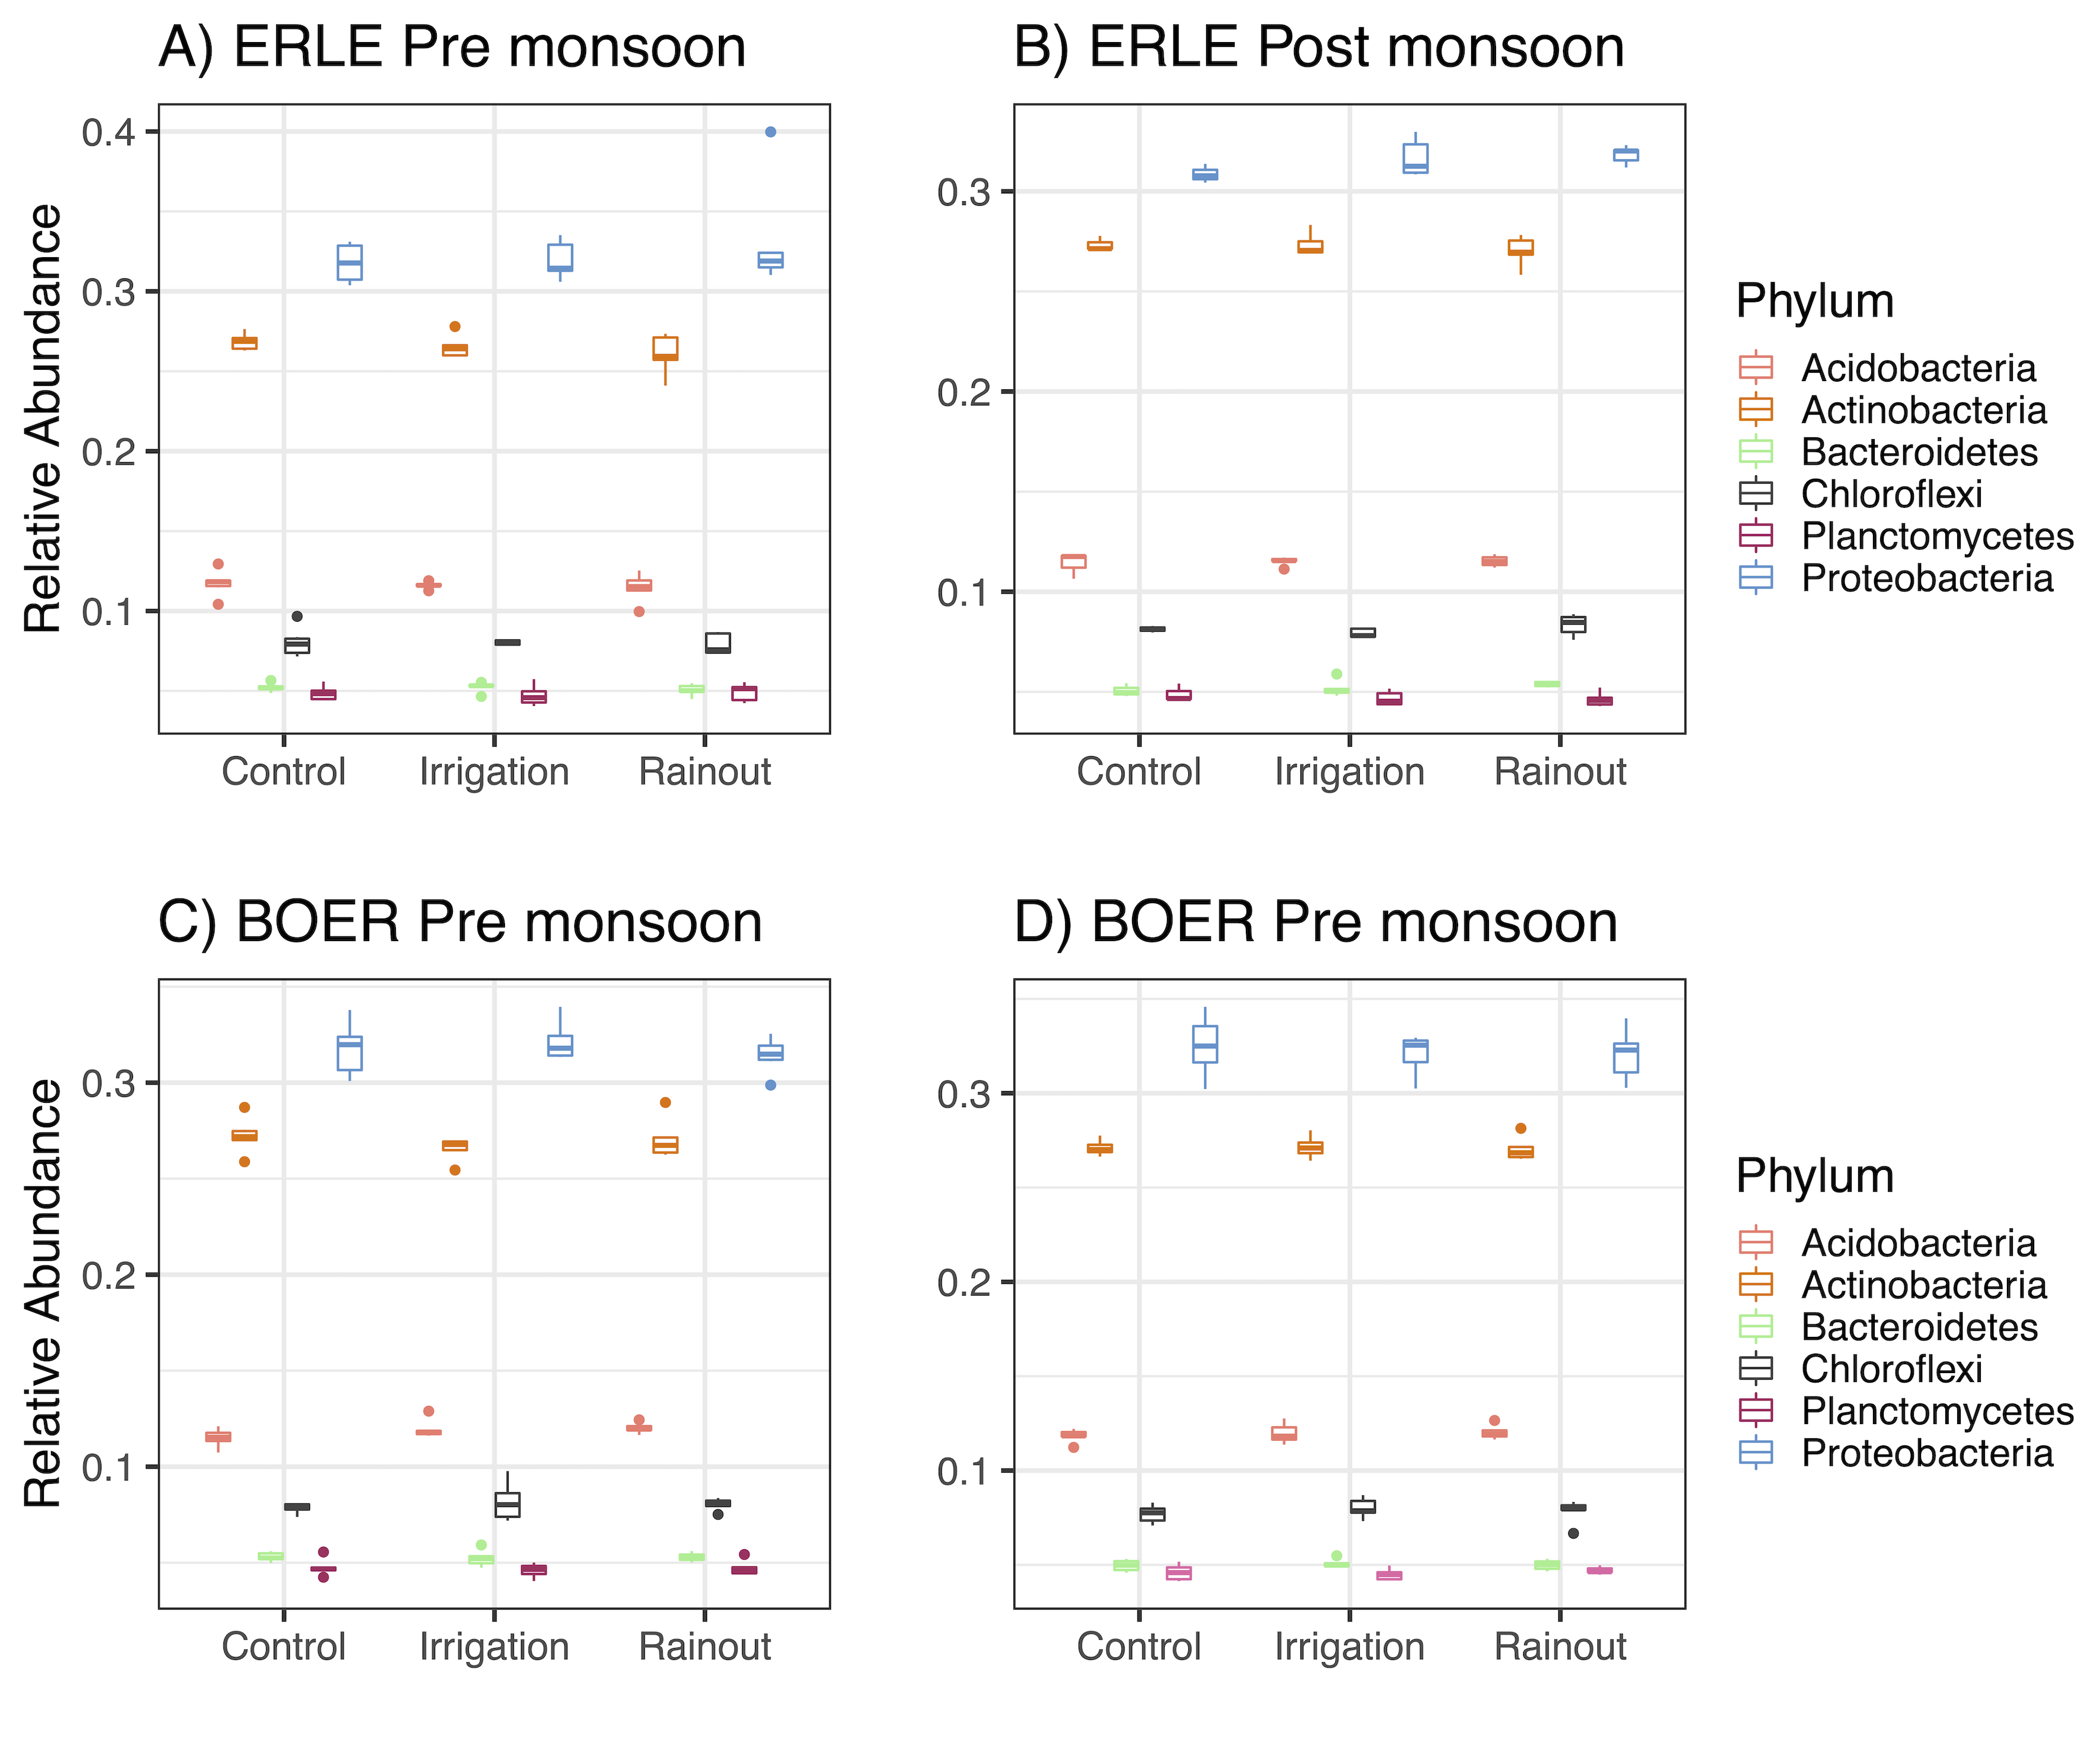 A) ERLE Pre monsoon
B) ERLE Post monsoon
Relative Abundance
0.4
0.3
0.2
0.1
Control Irrigation Rainout
0.3
0.2
0.1
Control Irrigation Rainout
Phylum
Acidobacteria
Actinobacteria
Bacteroidetes
Chloroflexi
Planctomycetes
Proteobacteria
C) BOER Pre monsoon
D) BOER Pre monsoon
Relative Abundance
0.3
0.2
0.1
Control Irrigation Rainout
0.3
0.2
0.1
Control Irrigation Rainout
Phylum
Acidobacteria
Actinobacteria
Bacteroidetes
Chloroflexi
Planctomycetes
Proteobacteria